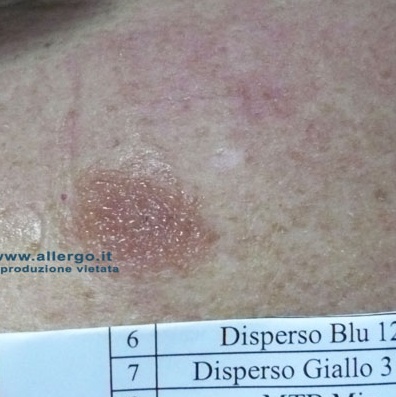 www.allergo.it
produzione vietata
6 Disperso Blu 12
7 Disperso Giallo 3